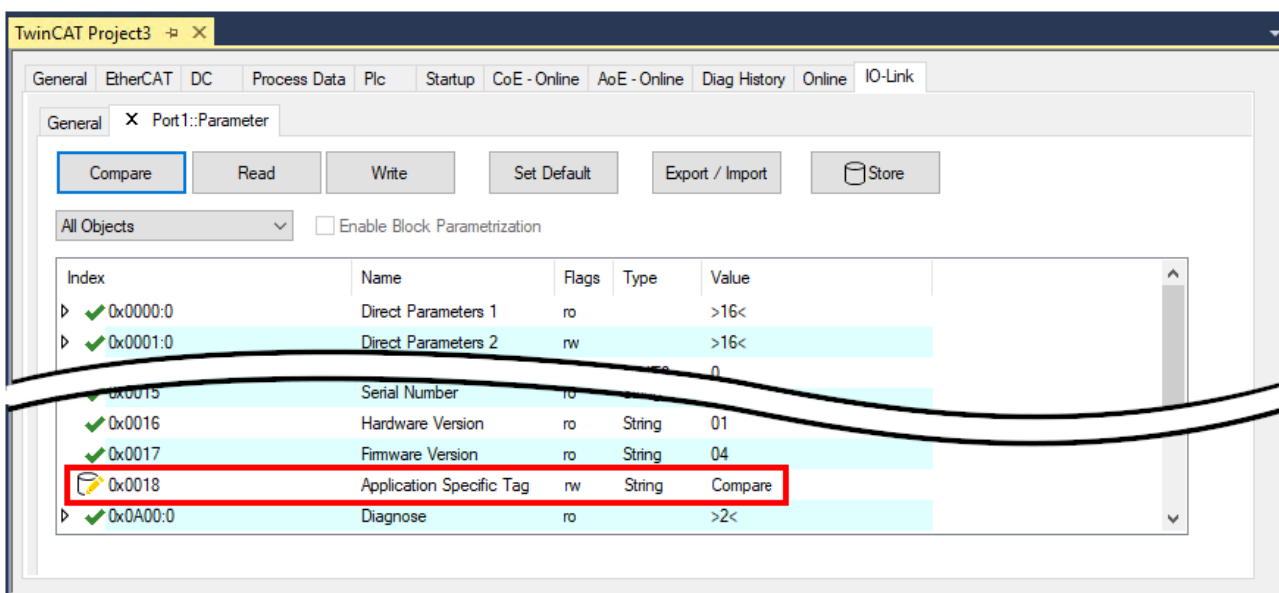 TwinCAT Project3
General EtherCAT DC Process Data Plc Startup CoE - Online AoE - Online Diag History Online IO-Link
General X Port1::Parameter
Compare Read Write Set Default Export / Import Store
All Objects Enable Block Parametrization
Index Name Flags Type Value
0x0000:0 Direct Parameters 1 ro >16<
0x0001:0 Direct Parameters 2 rw >16<
0
0x0015 Serial Number ro
0x0016 Hardware Version ro String 01
0x0017 Firmware Version ro String 04
0x0018 Application Specific Tag rw String Compare
0x0A00:0 Diagnose ro >2<